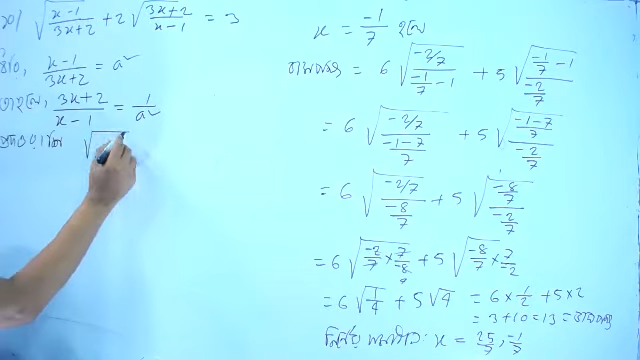 ২০) √(x-1)/(3x+2) + 2√(3x+2)/(x-1) = 3
ধরি, (x-1)/(3x+2) = a²
তাহলে, (3x+2)/(x-1) = 1/a²
√
x = -1/7 হলে
বামপক্ষ = 6√((-2/7)/(-1/7 - 1)) + 5√((-1/7 - 1)/(-2/7))
= 6√((-2/7)/((-1-7)/7)) + 5√(((-1-7)/7)/(-2/7))
= 6√((-2/7)/(-8/7)) + 5√((-8/7)/(-2/7))
= 6√(-2/7 × 7/-8) + 5√(-8/7 × 7/-2)
= 6√(1/4) + 5√4 = 6×1/2 + 5×2
= 3+10 = 13 = ডানপক্ষ
নির্ণেয় সমাধান: x = 25/7, -1/7